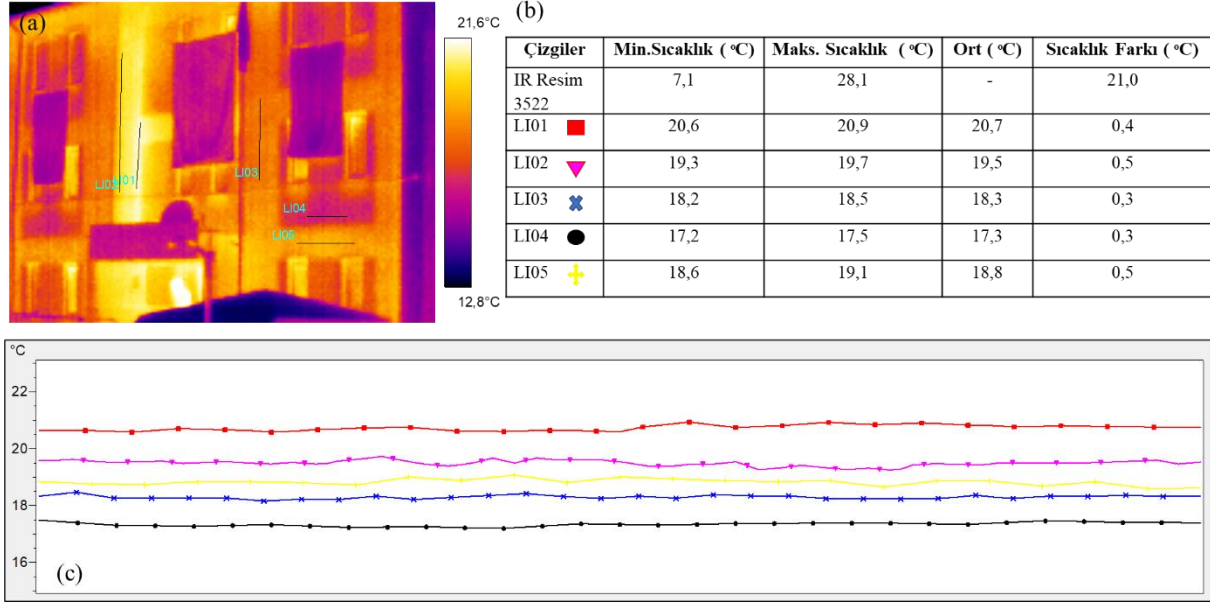 (a)
21,6°C
12,8°C
LI02
LI01
LI03
LI04
LI05
(b)
Çizgiler Min.Sıcaklık ( °C) Maks. Sıcaklık ( °C) Ort ( °C) Sıcaklık Farkı (°C)
IR Resim
3522 7,1 28,1 - 21,0
LI01 20,6 20,9 20,7 0,4
LI02 19,3 19,7 19,5 0,5
LI03 18,2 18,5 18,3 0,3
LI04 17,2 17,5 17,3 0,3
LI05 18,6 19,1 18,8 0,5
°C
22
20
18
16
(c)